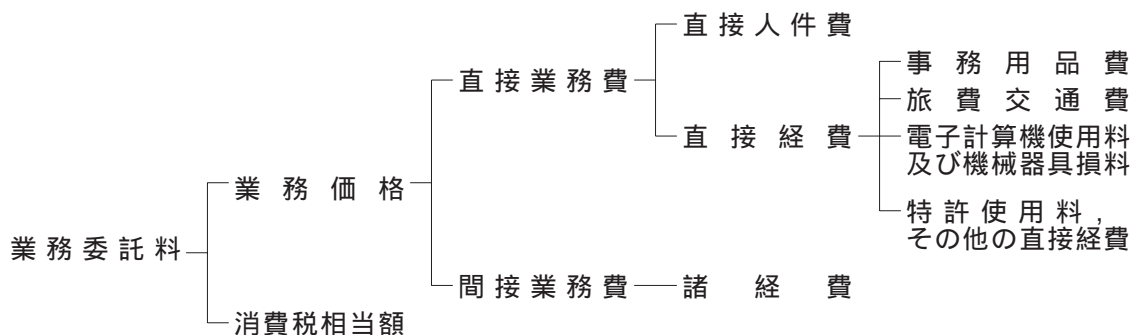 直接人件費
事務用品費
直接業務費
旅費交通費
直接経費
電子計算機使用料
及び機械器具損料
業務価格
特許使用料,
その他の直接経費
業務委託料
間接業務費
諸経費
消費税相当額